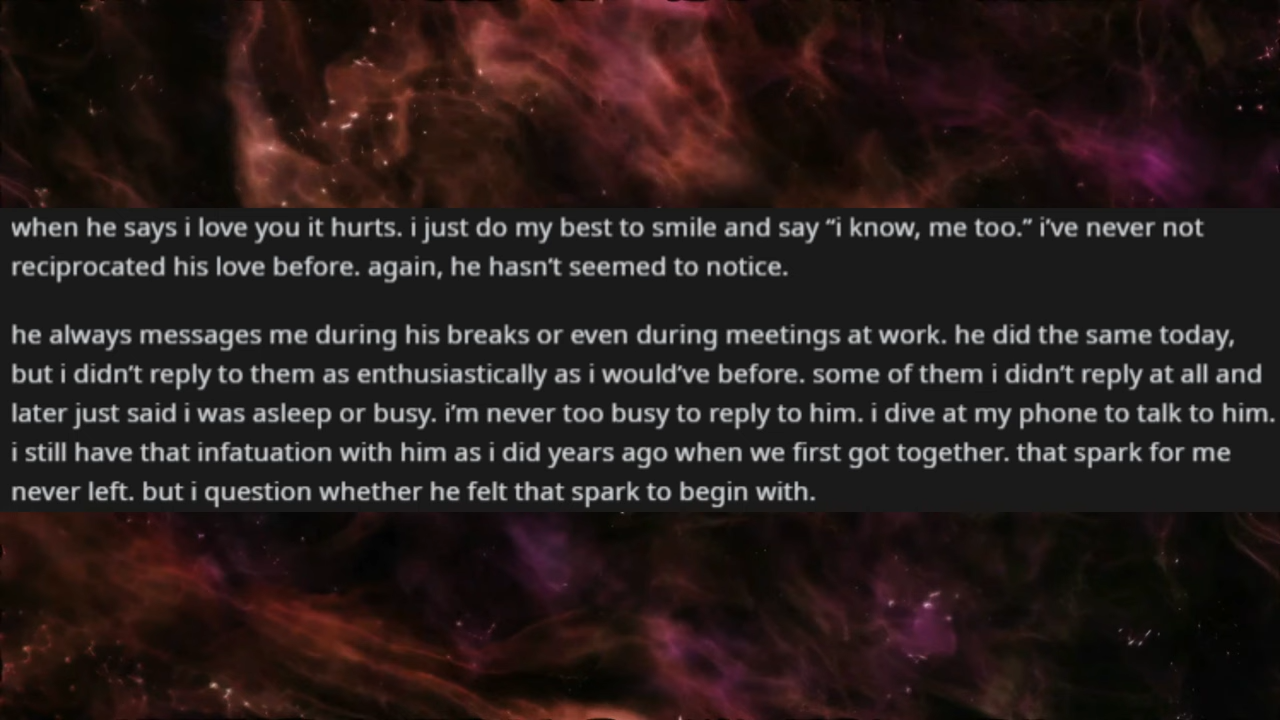 when he says i love you it hurts. i just do my best to smile and say “i know, me too.” i’ve never not
reciprocated his love before. again, he hasn’t seemed to notice.
he always messages me during his breaks or even during meetings at work. he did the same today,
but i didn’t reply to them as enthusiastically as i would’ve before. some of them i didn’t reply at all and
later just said i was asleep or busy. i’m never too busy to reply to him. i dive at my phone to talk to him.
i still have that infatuation with him as i did years ago when we first got together. that spark for me
never left. but i question whether he felt that spark to begin with.